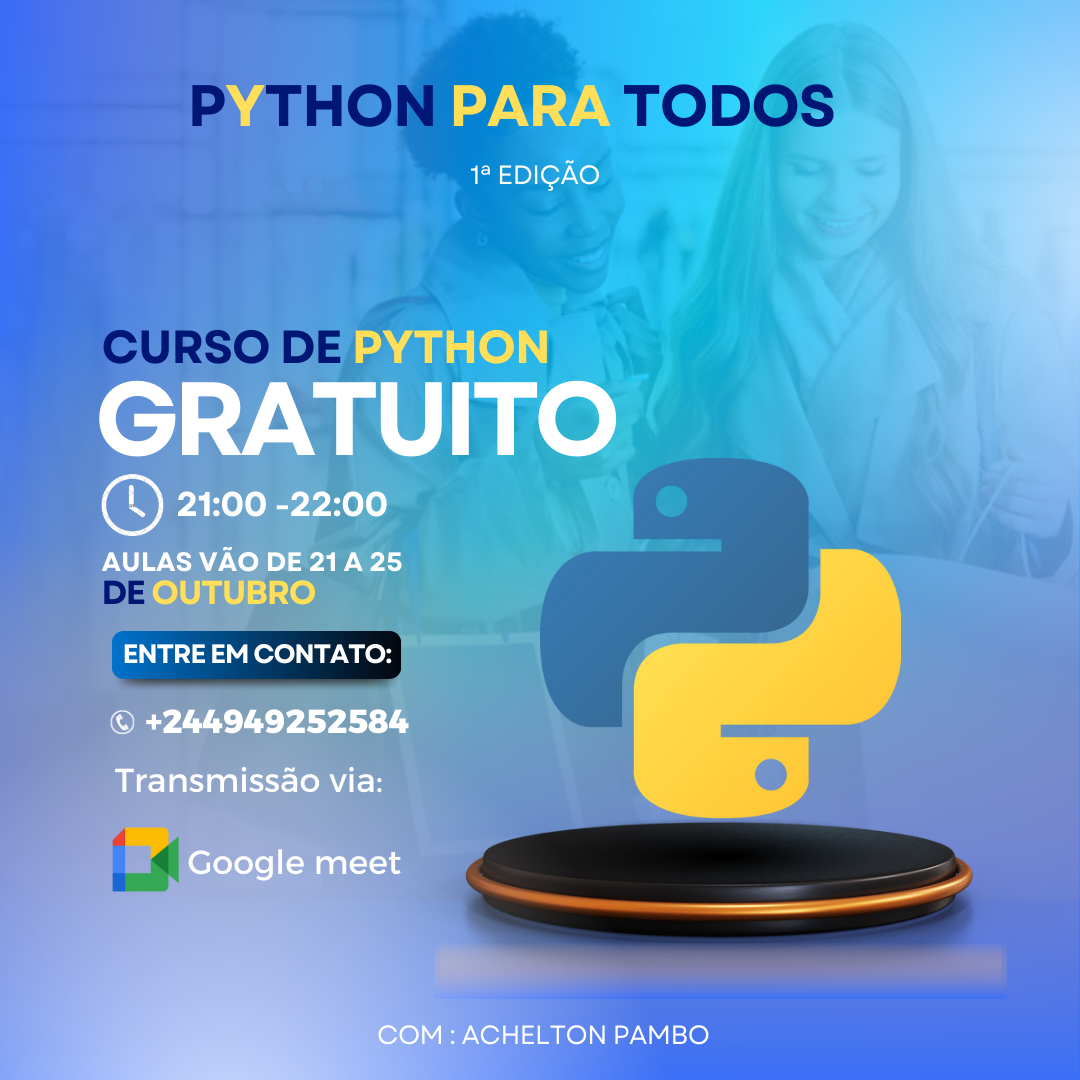 PYTHON PARA TODOS
1ª EDIÇÃO
CURSO DE PYTHON
GRATUITO
21:00 -22:00
AULAS VÃO DE 21 A 25
DE OUTUBRO
ENTRE EM CONTATO:
+244949252584
Transmissão via:
Google meet
COM : ACHELTON PAMBO